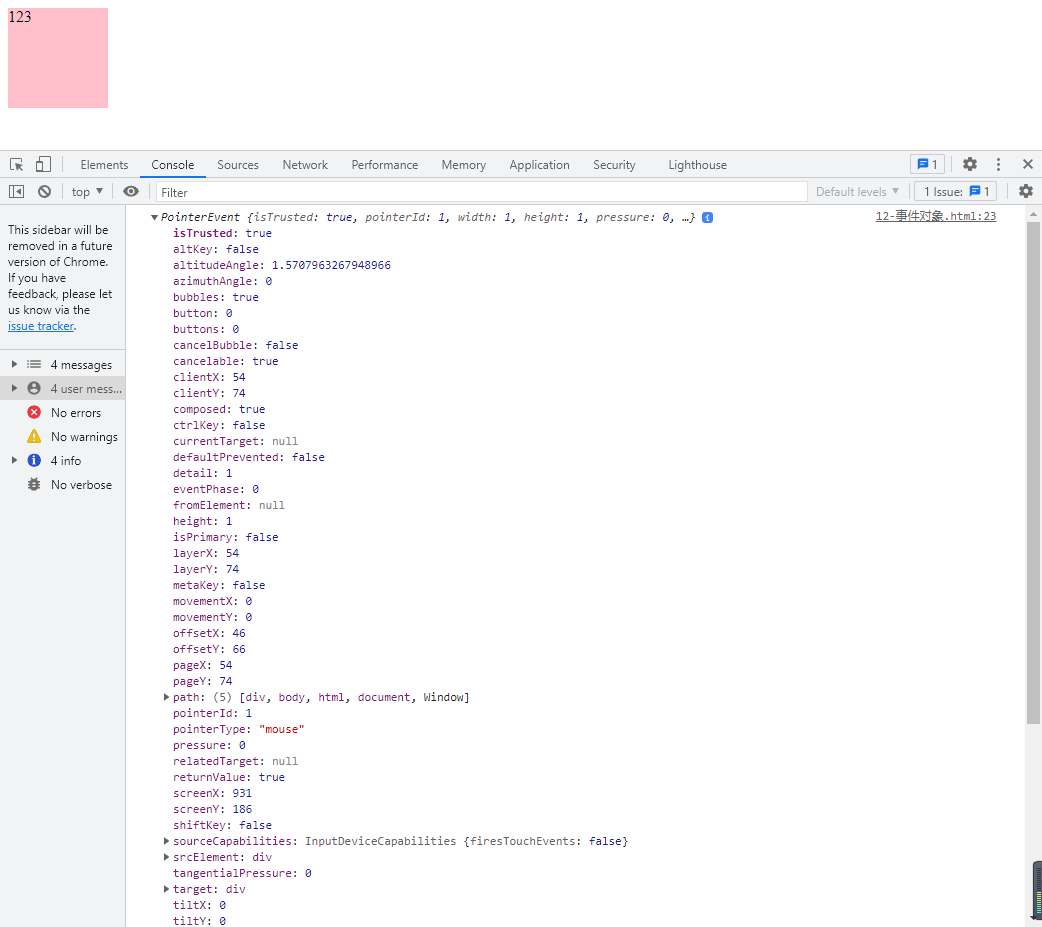 123
Elements Console Sources Network Performance Memory Application Security Lighthouse 1
top Filter Default levels 1 Issue: 1
This sidebar will be
removed in a future
version of Chrome.
If you have
feedback, please let
us know via the
issue tracker.
4 messages
4 user mess...
No errors
No warnings
4 info
No verbose
PointerEvent {isTrusted: true, pointerId: 1, width: 1, height: 1, pressure: 0, …} i 12-事件对象.html:23
isTrusted: true
altKey: false
altitudeAngle: 1.5707963267948966
azimuthAngle: 0
bubbles: true
button: 0
buttons: 0
cancelBubble: false
cancelable: true
clientX: 54
clientY: 74
composed: true
ctrlKey: false
currentTarget: null
defaultPrevented: false
detail: 1
eventPhase: 0
fromElement: null
height: 1
isPrimary: false
layerX: 54
layerY: 74
metaKey: false
movementX: 0
movementY: 0
offsetX: 46
offsetY: 66
pageX: 54
pageY: 74
path: (5) [div, body, html, document, Window]
pointerId: 1
pointerType: "mouse"
pressure: 0
relatedTarget: null
returnValue: true
screenX: 931
screenY: 186
shiftKey: false
sourceCapabilities: InputDeviceCapabilities {firesTouchEvents: false}
srcElement: div
tangentialPressure: 0
target: div
tiltX: 0
tiltY: 0